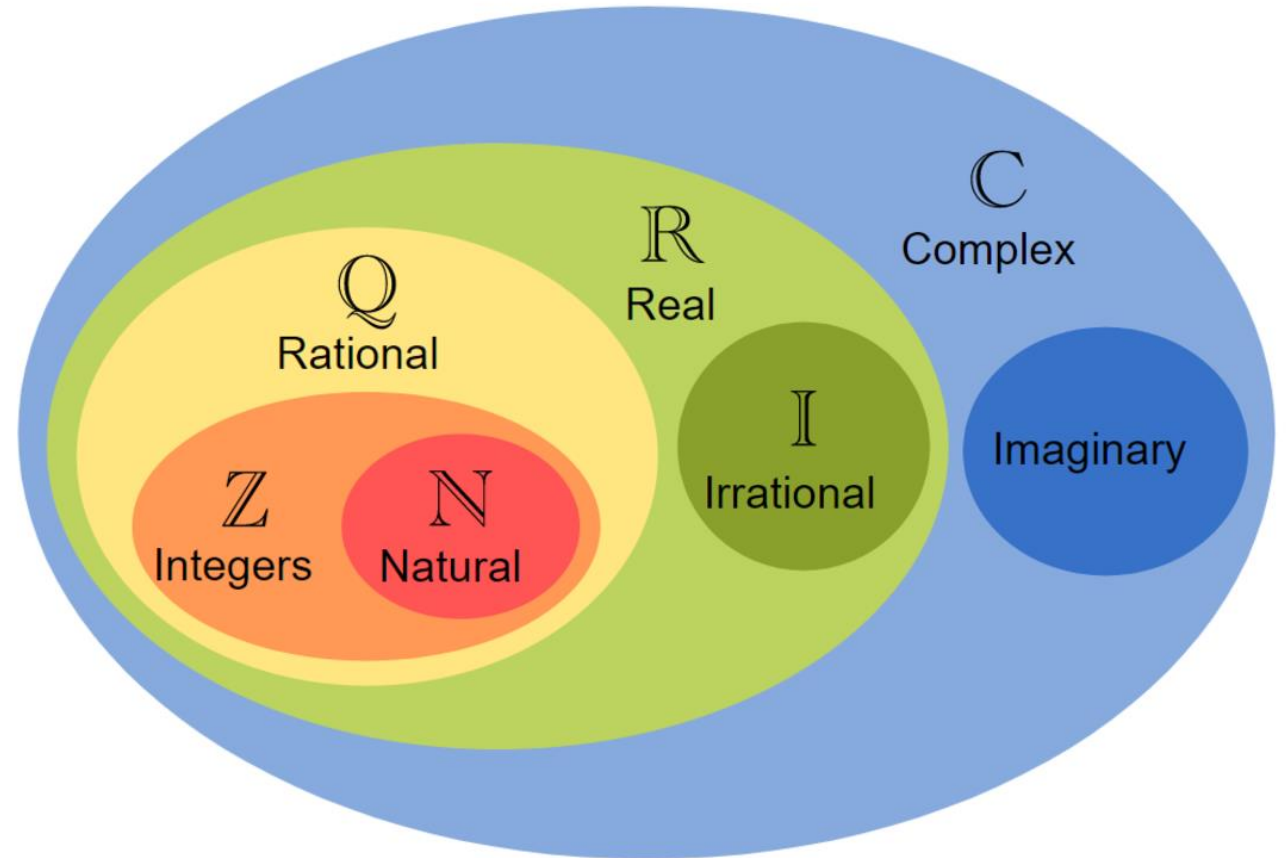 ℂ
Complex
ℝ
Real
ℚ
Rational
𝕀
Irrational
Imaginary
ℤ
Integers
ℕ
Natural